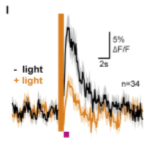 I
5%
ΔF/F
2s
- light
+ light
n=34